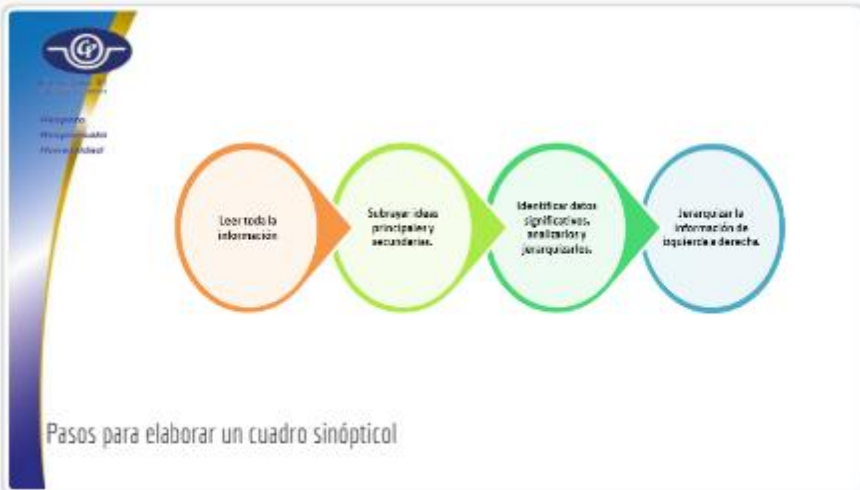 Leer toda la
información
Subrayar ideas
principales y
secundarias.
Identificar datos
significativos,
analizarlos y
jerarquizarlos.
Jerarquizar la
información de
izquierda a derecha.
Pasos para elaborar un cuadro sinópticol